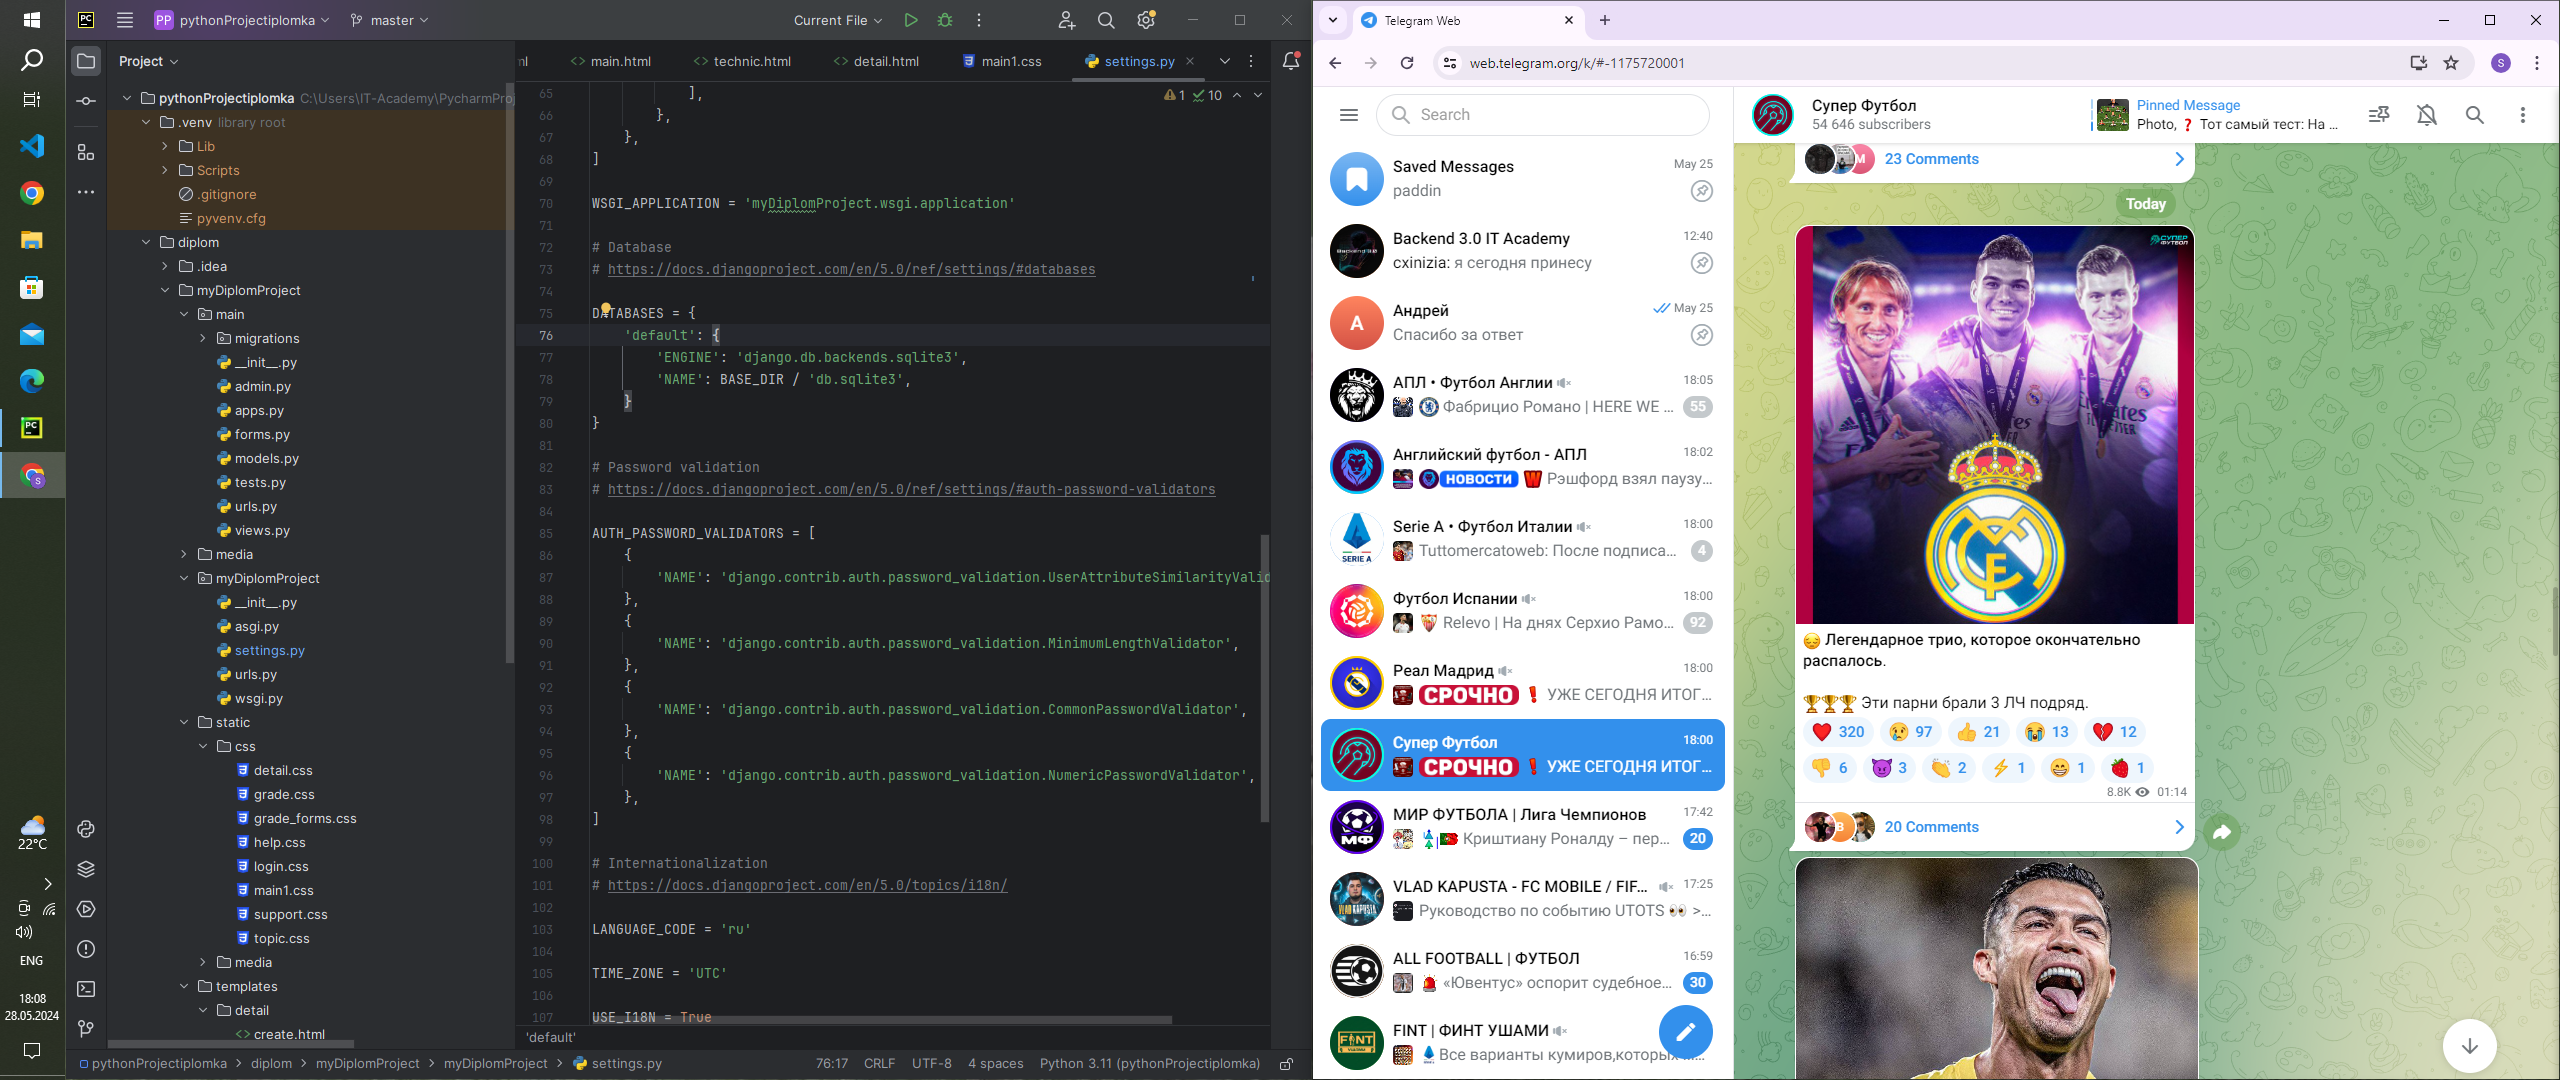 PP pythonProjectiplomka
master
Current File
Project
pythonProjectiplomka C:\Users\IT-Academy\PycharmProj
.venv library root
Lib
Scripts
.gitignore
pyvenv.cfg
diplom
.idea
myDiplomProject
main
migrations
__init__.py
admin.py
apps.py
forms.py
models.py
tests.py
urls.py
views.py
media
myDiplomProject
__init__.py
asgi.py
settings.py
urls.py
wsgi.py
static
css
detail.css
grade.css
grade_forms.css
help.css
login.css
main1.css
support.css
topic.css
media
templates
detail
create.html
22°C
ENG
18:08
28.05.2024
ml main.html technic.html detail.html main1.css settings.py
1 10
65 ],
66 },
67 },
68 ]
69
70 WSGI_APPLICATION = 'myDiplomProject.wsgi.application'
71
72 # Database
73 # https://docs.djangoproject.com/en/5.0/ref/settings/#databases
74
75 DATABASES = {
76 'default': {
77 'ENGINE': 'django.db.backends.sqlite3',
78 'NAME': BASE_DIR / 'db.sqlite3',
79 }
80 }
81
82 # Password validation
83 # https://docs.djangoproject.com/en/5.0/ref/settings/#auth-password-validators
84
85 AUTH_PASSWORD_VALIDATORS = [
86 {
87 'NAME': 'django.contrib.auth.password_validation.UserAttributeSimilarityValid
88 },
89 {
90 'NAME': 'django.contrib.auth.password_validation.MinimumLengthValidator',
91 },
92 {
93 'NAME': 'django.contrib.auth.password_validation.CommonPasswordValidator',
94 },
95 {
96 'NAME': 'django.contrib.auth.password_validation.NumericPasswordValidator',
97 },
98 ]
99
100 # Internationalization
101 # https://docs.djangoproject.com/en/5.0/topics/i18n/
102
103 LANGUAGE_CODE = 'ru'
104
105 TIME_ZONE = 'UTC'
106
107 USE_I18N = True
'default'
pythonProjectiplomka > diplom > myDiplomProject > myDiplomProject > settings.py
76:17 CRLF UTF-8 4 spaces Python 3.11 (pythonProjectiplomka)
Telegram Web
web.telegram.org/k/#-1175720001
S
Search
Saved Messages May 25
paddin
Backend 3.0 IT Academy 12:40
cxinizia: я сегодня принесу
А
Андрей May 25
Спасибо за ответ
АПЛ • Футбол Англии 18:05
Фабрицио Романо | HERE WE ... 55
Английский футбол - АПЛ 18:02
НОВОСТИ Рэшфорд взял паузу...
SERIE A
Serie A • Футбол Италии 18:00
Tuttomercatoweb: После подписа... 4
Футбол Испании 18:00
Relevo | На днях Серхио Рамо... 92
Реал Мадрид 18:00
СРОЧНО ❗ УЖЕ СЕГОДНЯ ИТОГ...
Супер Футбол 18:00
СРОЧНО ❗ УЖЕ СЕГОДНЯ ИТОГ...
МФ
МИР ФУТБОЛА | Лига Чемпионов 17:42
Криштиану Роналду – пер... 20
VLAD KAPUSTA
VLAD KAPUSTA - FC MOBILE / FIF... 17:25
Руководство по событию UTOTS 👀 >...
ALL FOOTBALL | ФУТБОЛ 16:59
🚨 «Ювентус» оспорит судебное... 30
FINT
FINT | ФИНТ УШАМИ
Все варианты кумиров,которых
Супер Футбол
54 646 subscribers
Pinned Message
Photo, ❓ Тот самый тест: На ...
М
23 Comments
Today
СУПЕР
ФУТБОЛ
😔 Легендарное трио, которое окончательно
распалось.
🏆🏆🏆 Эти парни брали 3 ЛЧ подряд.
❤ 320 😢 97 👍 21 😭 13 💔 12
👎 6 😈 3 👏 2 ⚡ 1 😁 1 🍓 1
8.8K 01:14
В
20 Comments